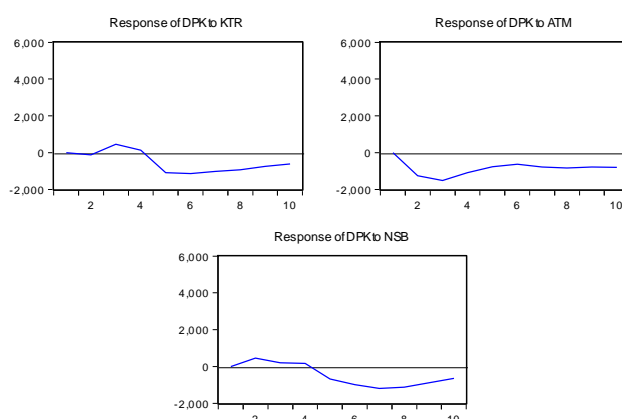 Response of DPK to KTR
6,000
4,000
2,000
0
-2,000
2 4 6 8 10
Response of DPK to ATM
6,000
4,000
2,000
0
-2,000
2 4 6 8 10
Response of DPK to NSB
6,000
4,000
2,000
0
-2,000
2 4 6 8 10